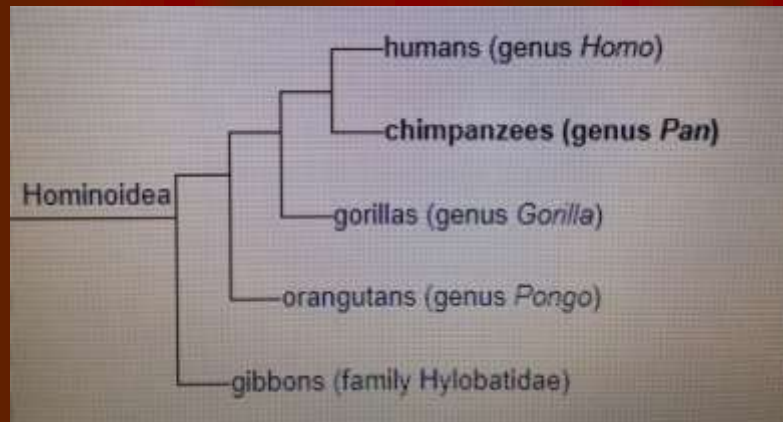 humans (genus Homo)
chimpanzees (genus Pan)
Hominoidea
gorillas (genus Gorilla)
orangutans (genus Pongo)
gibbons (family Hylobatidae)